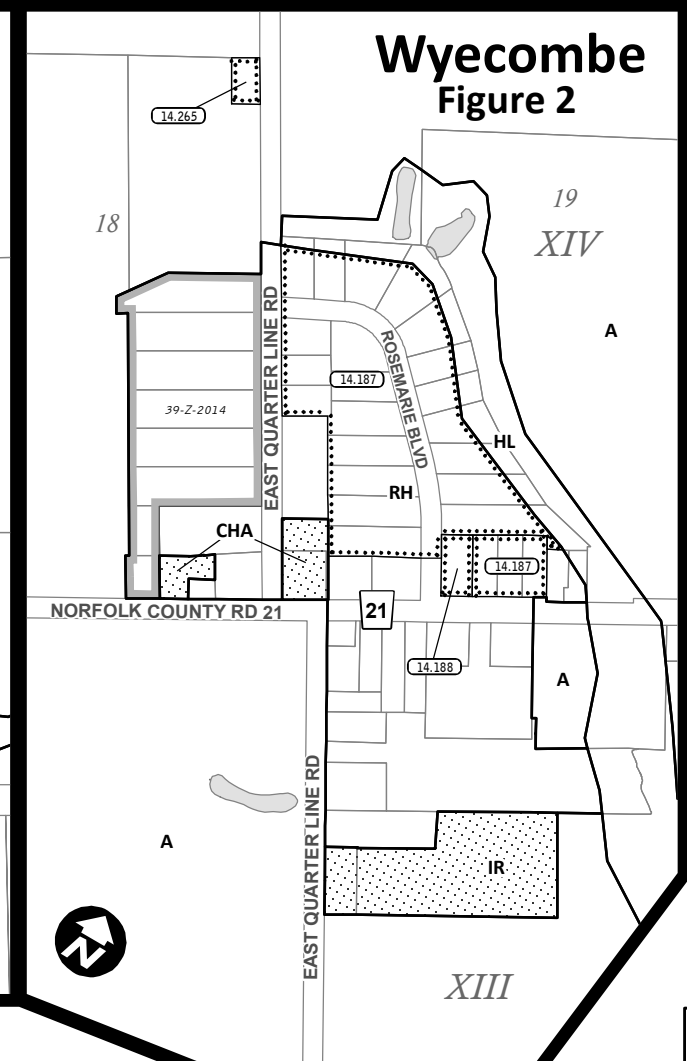 Wyecombe
Figure 2
14.265
18
19
XIV
A
EAST QUARTER LINE RD
ROSEMARIE BLVD
14.187
39-Z-2014
HL
RH
CHA
14.187
NORFOLK COUNTY RD 21
21
14.188
A
EAST QUARTER LINE RD
A
IR
N
XIII